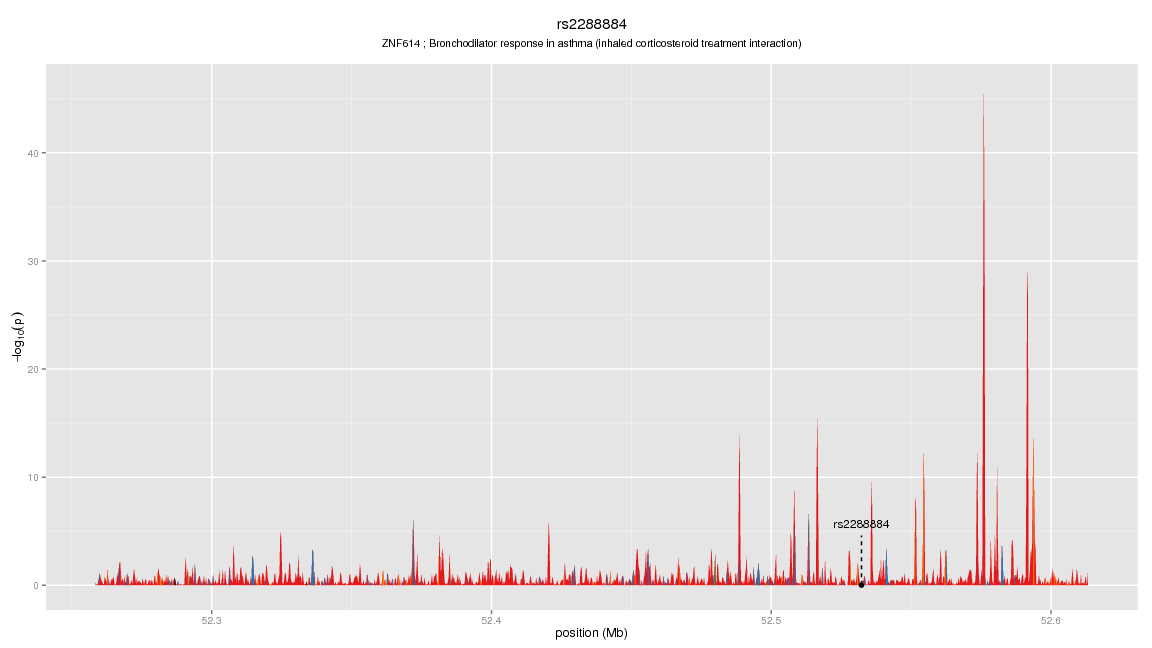 rs2288884
ZNF614 ; Bronchodilator response in asthma (inhaled corticosteroid treatment interaction)
40
30
20
10
0
−log10(p)
rs2288884
52.3 52.4 52.5 52.6
position (Mb)